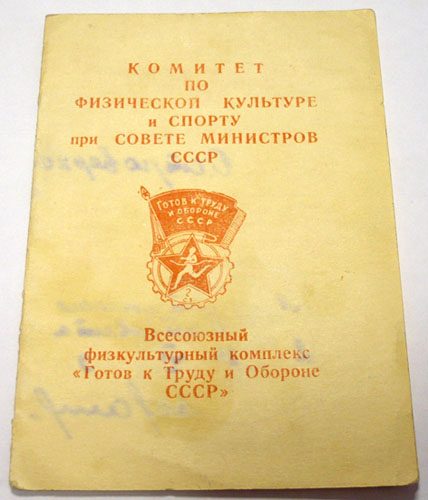 КОМИТЕТ
ПО
ФИЗИЧЕСКОЙ КУЛЬТУРЕ
и СПОРТУ
при СОВЕТЕ МИНИСТРОВ
СССР
ГОТОВ К ТРУДУ
И ОБОРОНЕ
СССР
Всесоюзный
физкультурный комплекс
«Готов к Труду и Обороне
СССР»